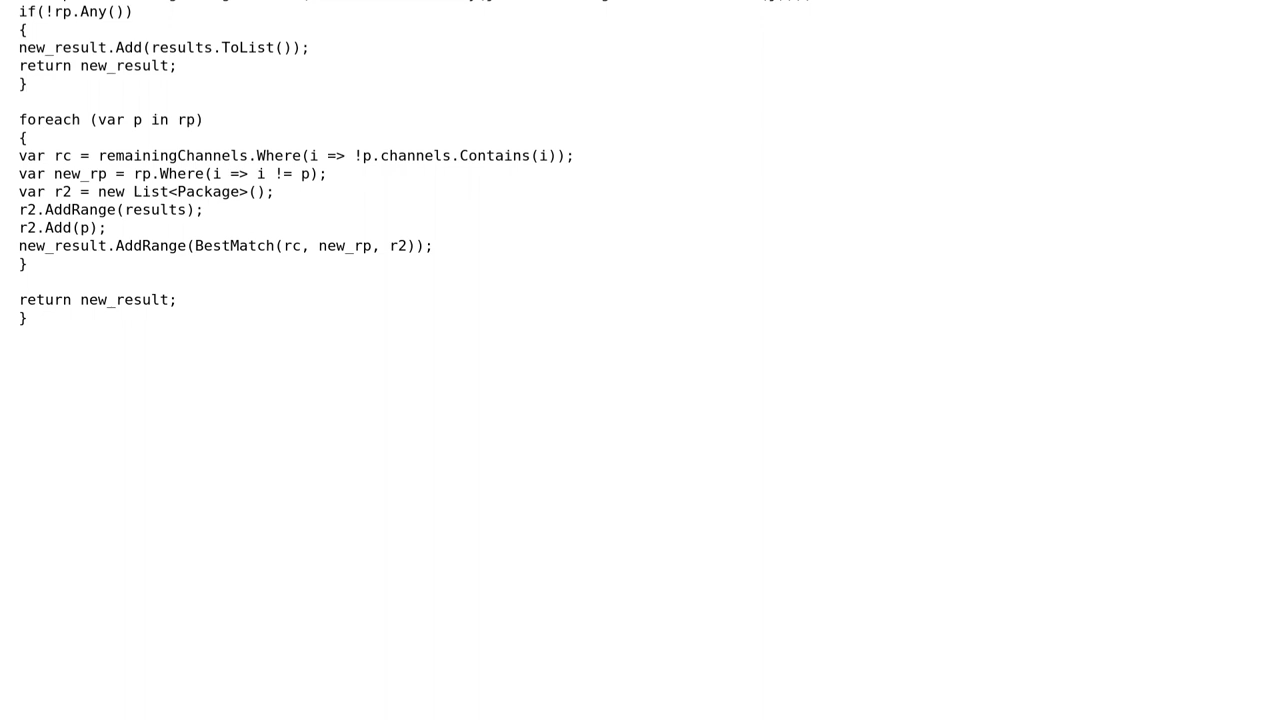 if(!rp.Any())
{
new_result.Add(results.ToList());
return new_result;
}

foreach (var p in rp)
{
var rc = remainingChannels.Where(i => !p.channels.Contains(i));
var new_rp = rp.Where(i => i != p);
var r2 = new List<Package>();
r2.AddRange(results);
r2.Add(p);
new_result.AddRange(BestMatch(rc, new_rp, r2));
}

return new_result;
}